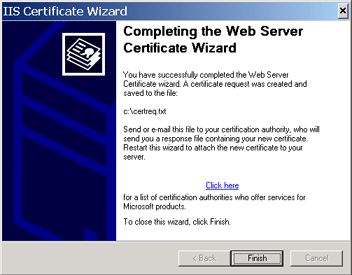 IIS Certificate Wizard
Completing the Web Server
Certificate Wizard
You have successfully completed the Web Server
Certificate wizard. A certificate request was created and
saved to the file:
c:\certreq.txt
Send or e-mail this file to your certification authority, who will
send you a response file containing your new certificate.
Restart this wizard to attach the new certificate to your
server.
Click here
for a list of certification authorities who offer services for
Microsoft products.
To close this wizard, click Finish.
< Back Finish Cancel